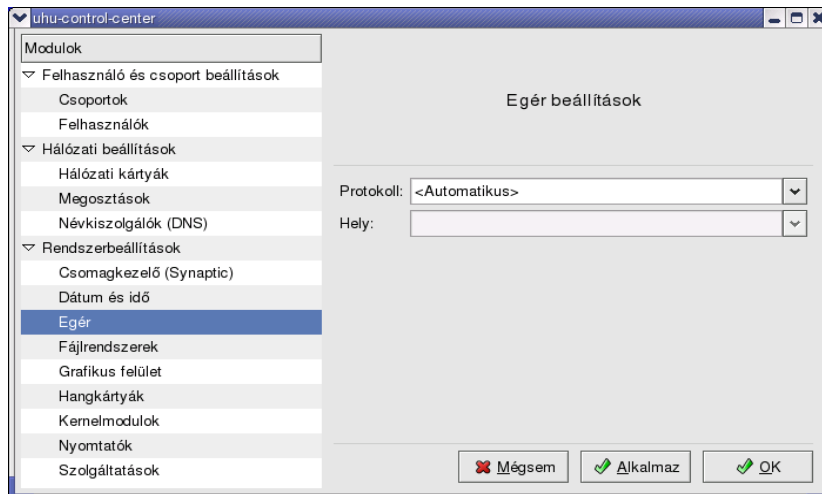 uhu-control-center
Modulok
Felhasználó és csoport beállítások
Csoportok
Felhasználók
Hálózati beállítások
Hálózati kártyák
Megosztások
Névkiszolgálók (DNS)
Rendszerbeállítások
Csomagkezelő (Synaptic)
Dátum és idő
Egér
Fájlrendszerek
Grafikus felület
Hangkártyák
Kernelmodulok
Nyomtatók
Szolgáltatások
Egér beállítások
Protokoll: <Automatikus>
Hely:
Mégsem Alkalmaz OK